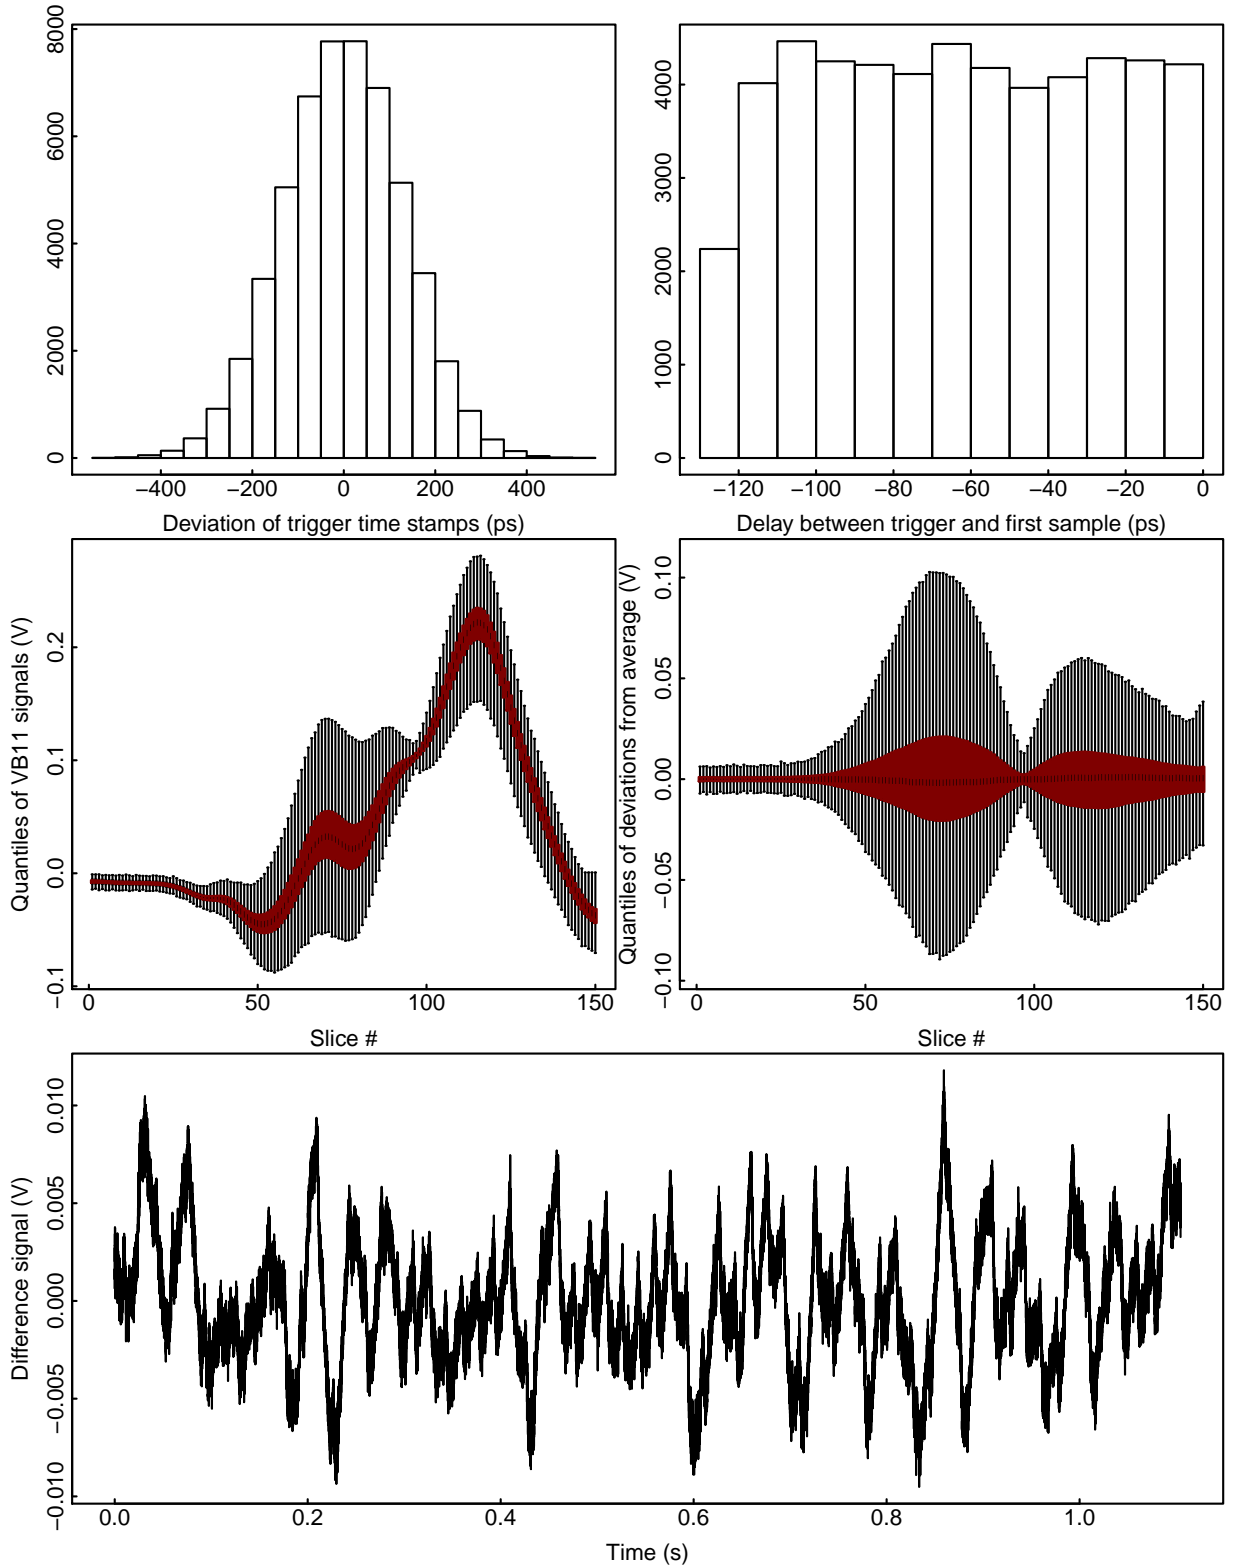 0 2000 4000 6000 8000
−400 −200 0 200 400
Deviation of trigger time stamps (ps)
0 1000 2000 3000 4000
−120 −100 −80 −60 −40 −20 0
Delay between trigger and first sample (ps)
Quantiles of VB11 signals (V)
−0.1 0.0 0.1 0.2
0 50 100 150
Slice #
Quantiles of deviations from average (V)
−0.10 −0.05 0.00 0.05 0.10
0 50 100 150
Slice #
Difference signal (V)
−0.010 −0.005 0.000 0.005 0.010
0.0 0.2 0.4 0.6 0.8 1.0
Time (s)